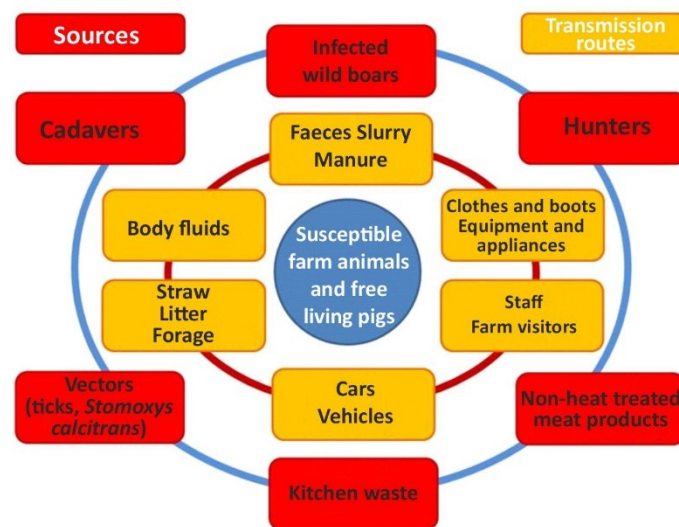 Sources
Transmission
routes
Infected
wild boars
Cadavers
Hunters
Faeces Slurry
Manure
Body fluids
Clothes and boots
Equipment and
appliances
Susceptible
farm animals
and free
living pigs
Straw
Litter
Forage
Staff
Farm visitors
Vectors
(ticks, Stomoxys
calcitrans)
Cars
Vehicles
Non-heat treated
meat products
Kitchen waste